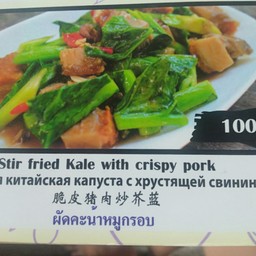 100
Stir fried Kale with crispy pork
китайская капуста с хрустящей свинин
脆皮猪肉炒芥蓝
ผัดคะน้าหมูกรอบ